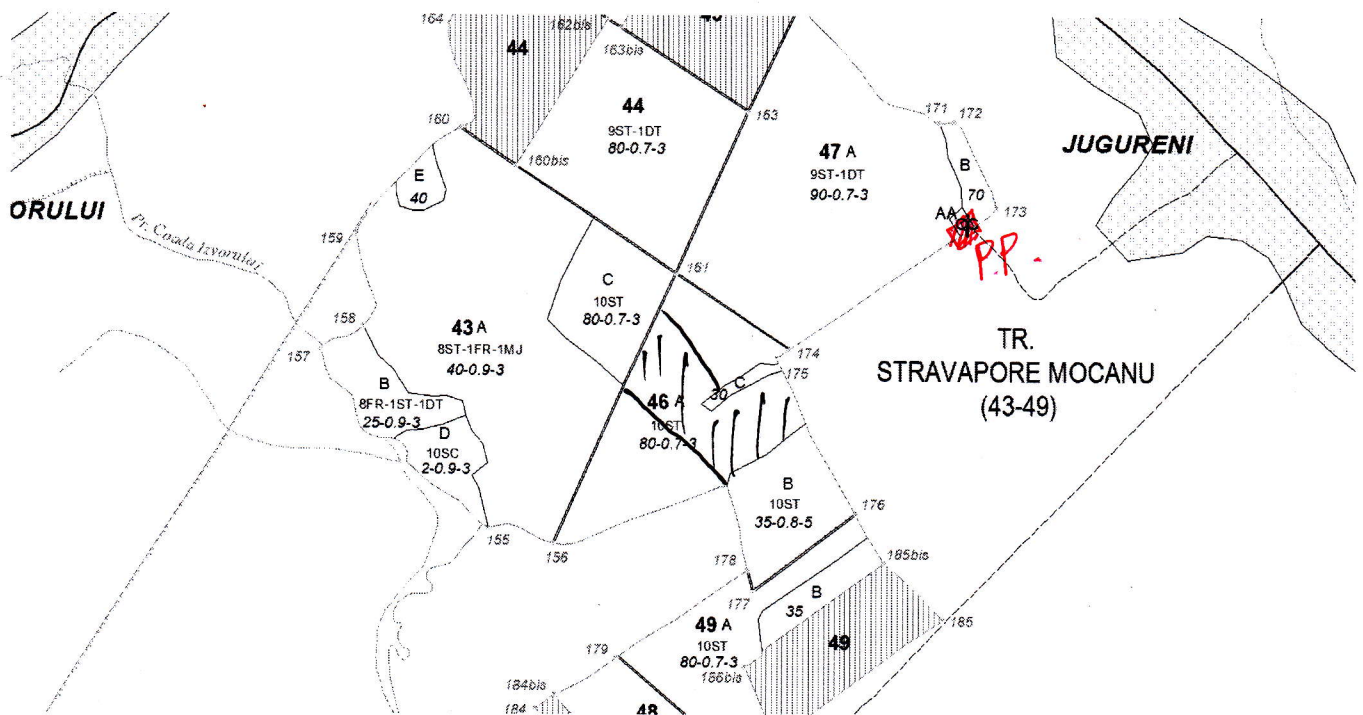 164
162bis
163bis
44
44
9ST-1DT
80-0.7-3
163
171
172
47 A
9ST-1DT
90-0.7-3
JUGURENI
B
70
173
AA
P.P.
160
160bis
E
40
ORULUI
Pr. Coada Izvorului
159
161
C
10ST
80-0.7-3
158
157
43 A
8ST-1FR-1MJ
40-0.9-3
174
175
C
30
TR.
STRAVAPORE MOCANU
(43-49)
B
8FR-1ST-1DT
25-0.9-3
46 A
10ST
80-0.7-3
D
10SC
2-0.9-3
B
10ST
35-0.8-5
155
156
176
178
177
185bis
B
35
185
49 A
10ST
80-0.7-3
49
179
186bis
184bis
184
48